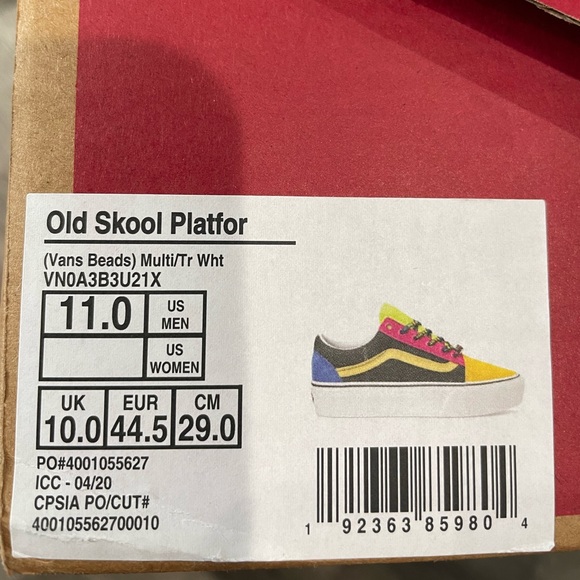 Old Skool Platfor
(Vans Beads) Multi/Tr Wht
VN0A3B3U21X
11.0 US MEN
US WOMEN
UK EUR CM
10.0 44.5 29.0
PO#4001055627
ICC - 04/20
CPSIA PO/CUT#
400105562700010
1 92363 85980 4